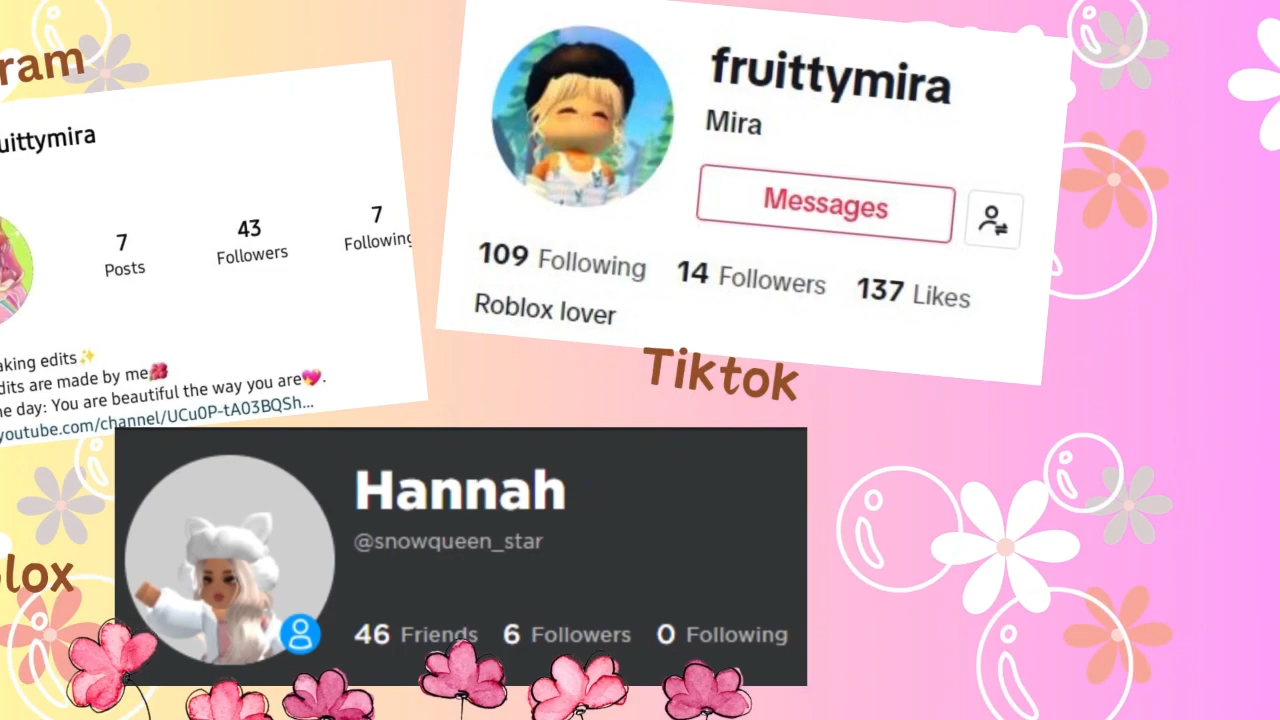 ram
uittymira
7
Posts
43
Followers
7
Following
aking edits✨
dits are made by me🌺
he day: You are beautiful the way you are💖.
youtube.com/channel/UCu0P-tA03BQSh...
fruittymira
Mira
Messages
109 Following 14 Followers 137 Likes
Roblox lover
Tiktok
Hannah
@snowqueen_star
46 Friends 6 Followers 0 Following
lox